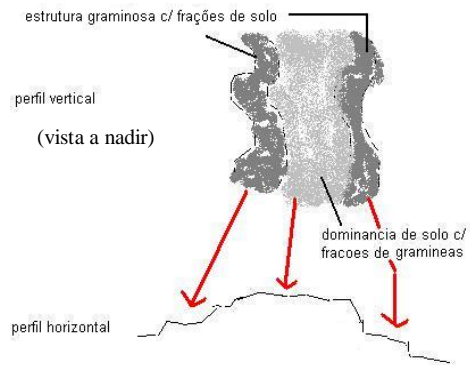 estrutura graminosa c/ frações de solo
perfil vertical
(vista a nadir)
dominancia de solo c/
fracoes de gramineas
perfil horizontal